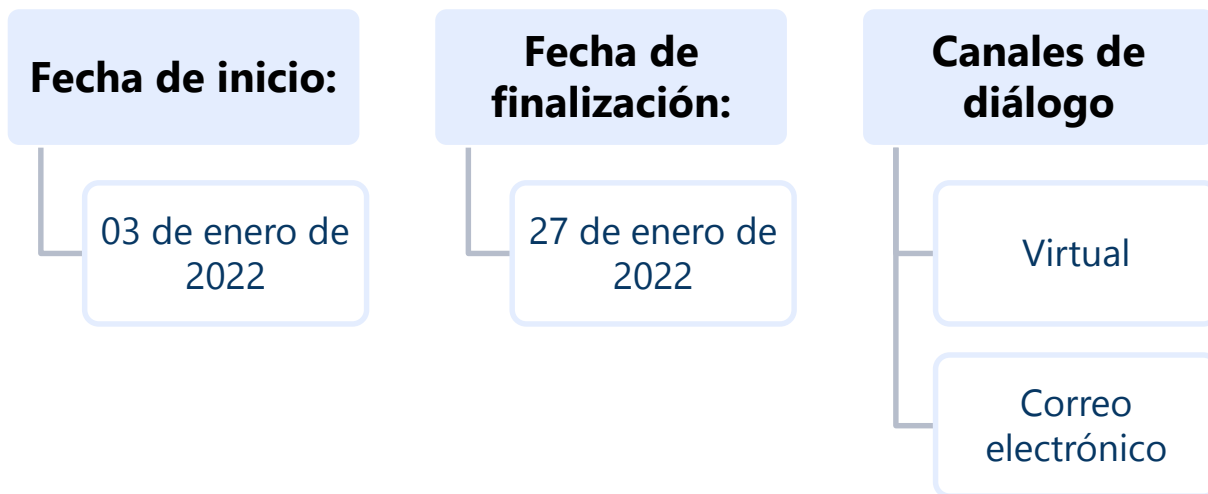 Fecha de inicio:
03 de enero de
2022
Fecha de
finalización:
27 de enero de
2022
Canales de
diálogo
Virtual
Correo
electrónico